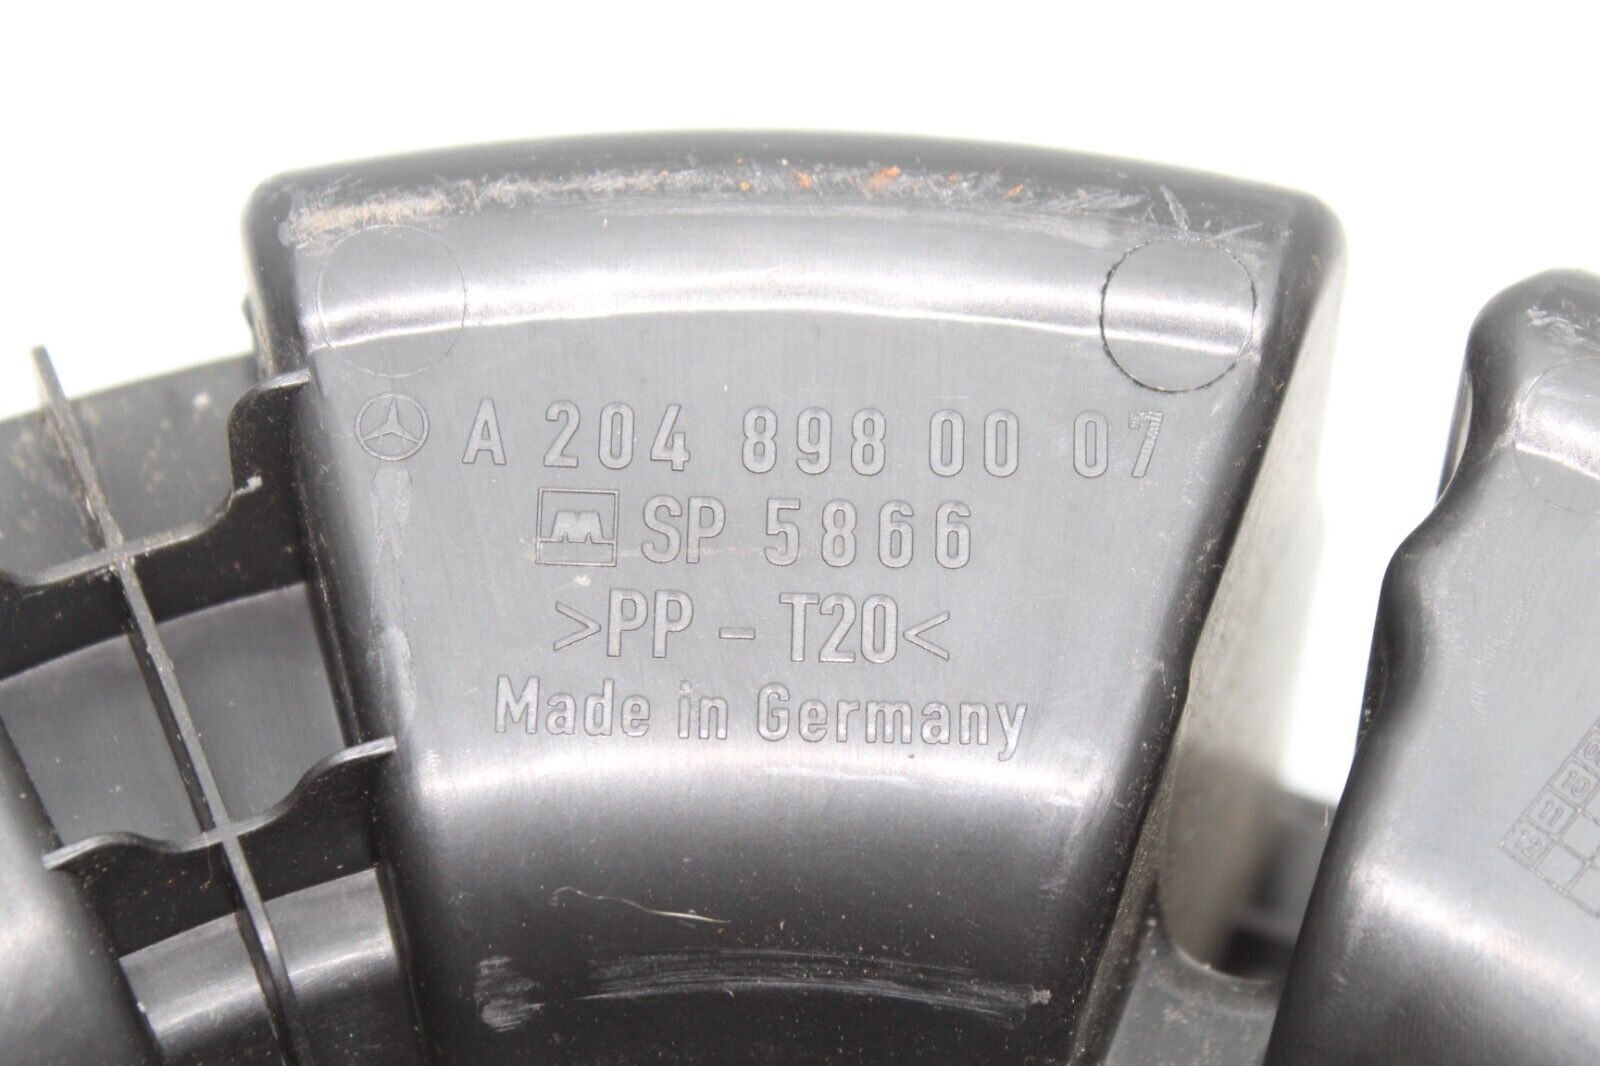 A 204 898 00 07
SP 5866
>PP - T20<
Made in Germany